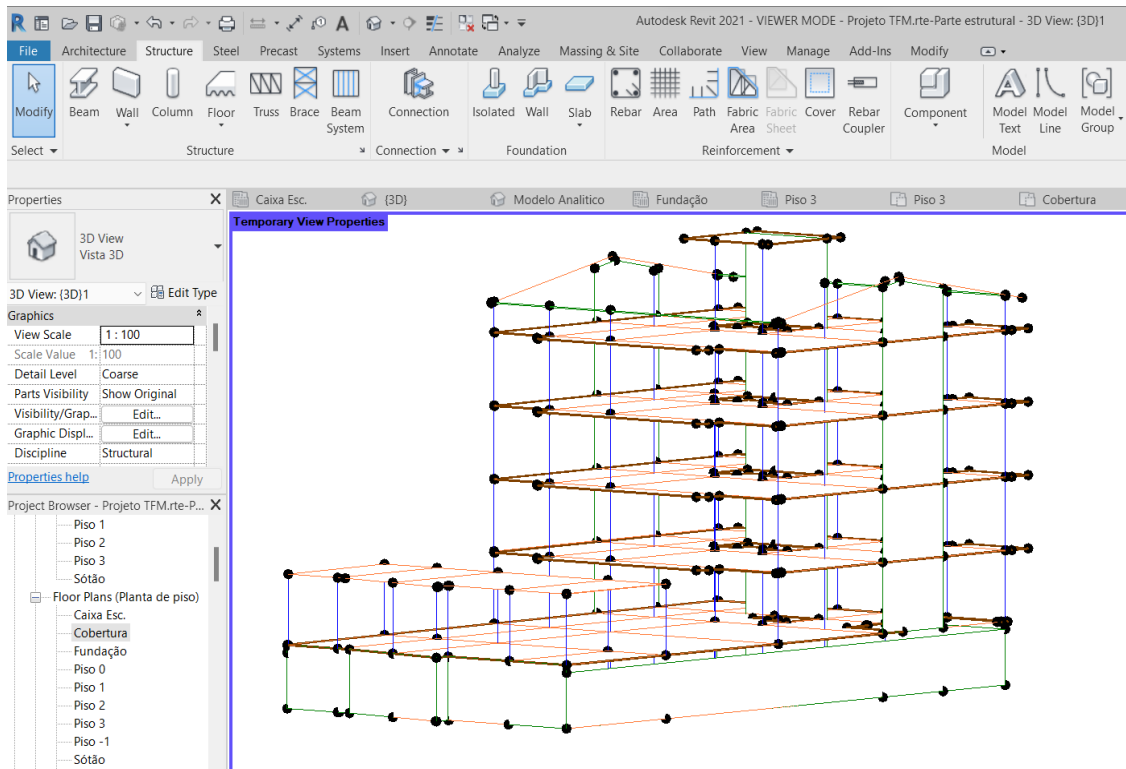 Autodesk Revit 2021 - VIEWER MODE - Projeto TFM.rte-Parte estrutural - 3D View: {3D}1
File Architecture Structure Steel Precast Systems Insert Annotate Analyze Massing & Site Collaborate View Manage Add-Ins Modify
Modify Beam Wall Column Floor Truss Brace Beam System Connection Isolated Wall Slab Rebar Area Path Fabric Area Fabric Sheet Cover Rebar Coupler Component Model Text Model Line Model Group
Select Structure Connection Foundation Reinforcement Model
Properties X
Caixa Esc. {3D} Modelo Analitico Fundação Piso 3 Piso 3 Cobertura
Temporary View Properties
3D View
Vista 3D
3D View: {3D}1 Edit Type
Graphics
View Scale 1 : 100
Scale Value 1: 100
Detail Level Coarse
Parts Visibility Show Original
Visibility/Grap... Edit...
Graphic Displ... Edit...
Discipline Structural
Properties help Apply
Project Browser - Projeto TFM.rte-P... X
Piso 1
Piso 2
Piso 3
Sótão
Floor Plans (Planta de piso)
Caixa Esc.
Cobertura
Fundação
Piso 0
Piso 1
Piso 2
Piso 3
Piso -1
Sótão